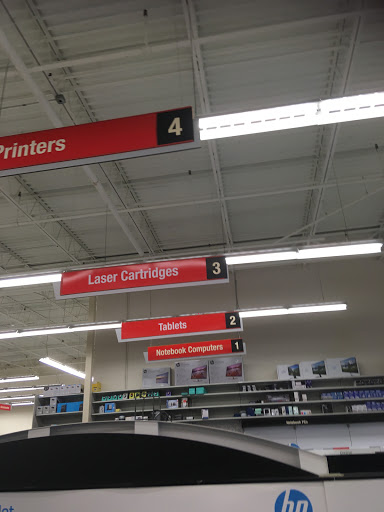 Printers 4
Laser Cartridges 3
Tablets 2
Notebook Computers 1
hp